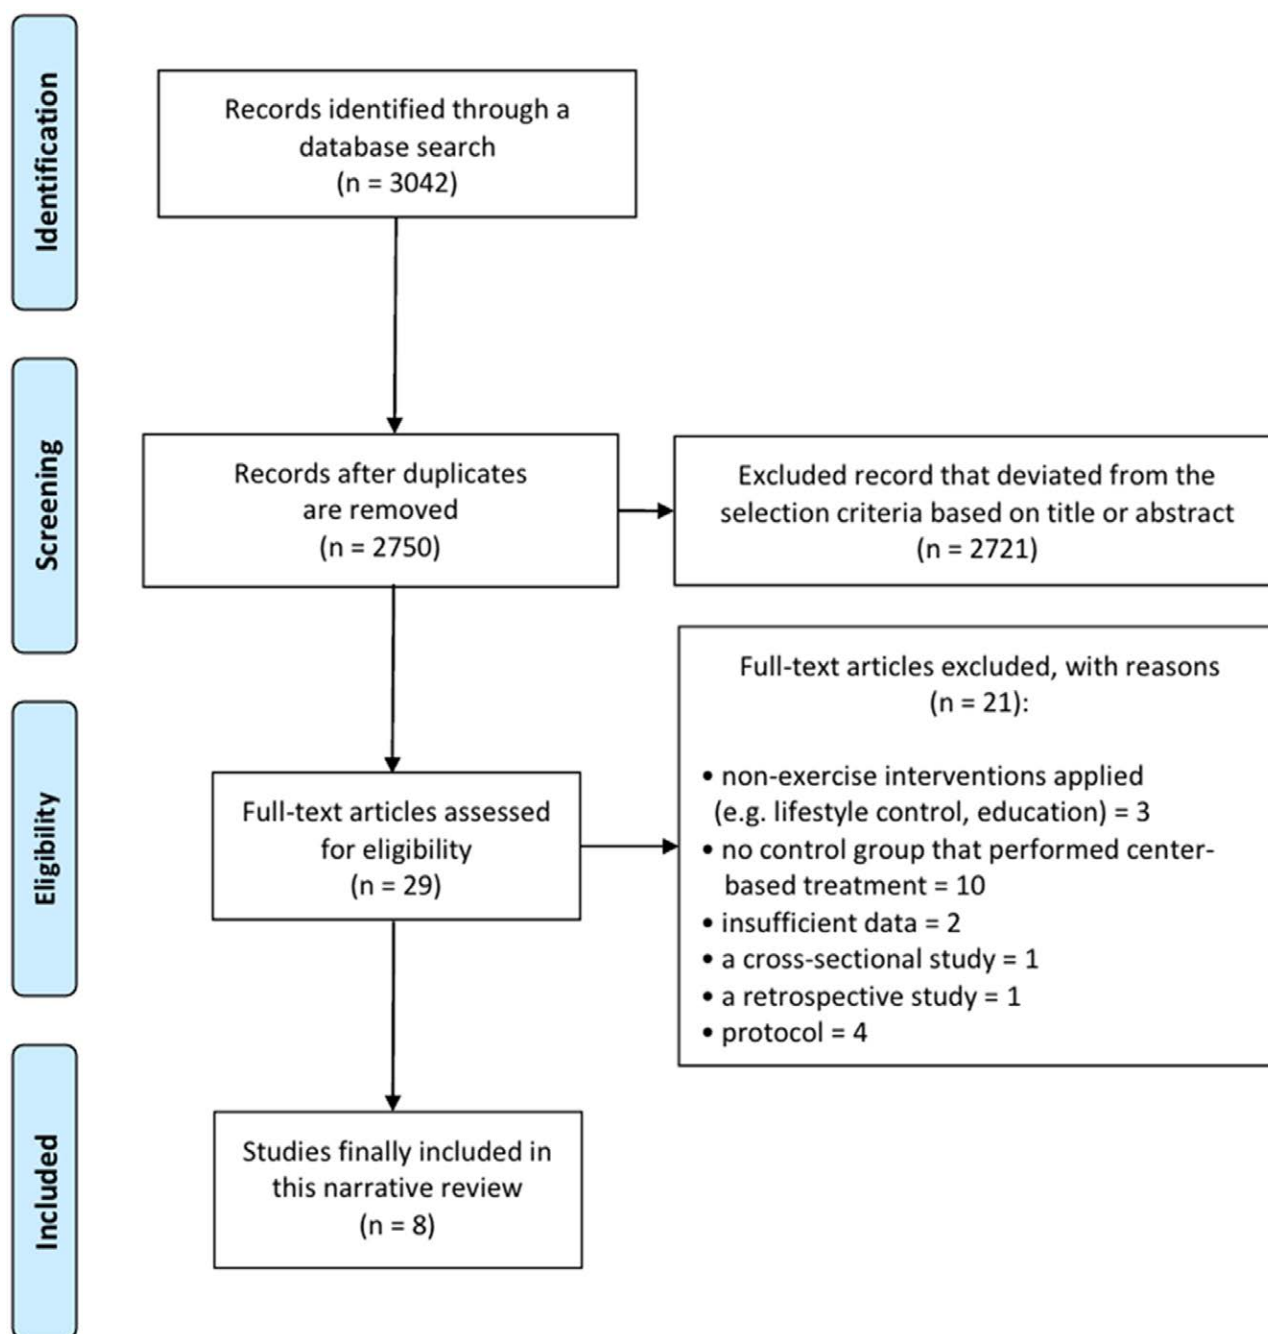 Identification
Records identified through a
database search
(n = 3042)
Screening
Records after duplicates
are removed
(n = 2750)
Excluded record that deviated from the
selection criteria based on title or abstract
(n = 2721)
Eligibility
Full-text articles assessed
for eligibility
(n = 29)
Full-text articles excluded, with reasons
(n = 21):
• non-exercise interventions applied
(e.g. lifestyle control, education) = 3
• no control group that performed center-
based treatment = 10
• insufficient data = 2
• a cross-sectional study = 1
• a retrospective study = 1
• protocol = 4
Included
Studies finally included in
this narrative review
(n = 8)